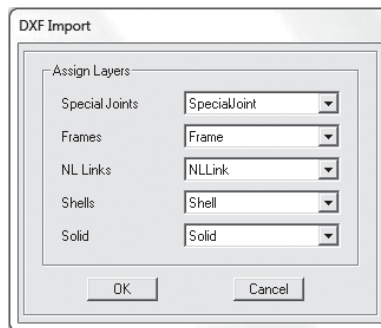 DXF Import
Assign Layers
Special Joints SpecialJoint
Frames Frame
NL Links NLLink
Shells Shell
Solid Solid
OK Cancel